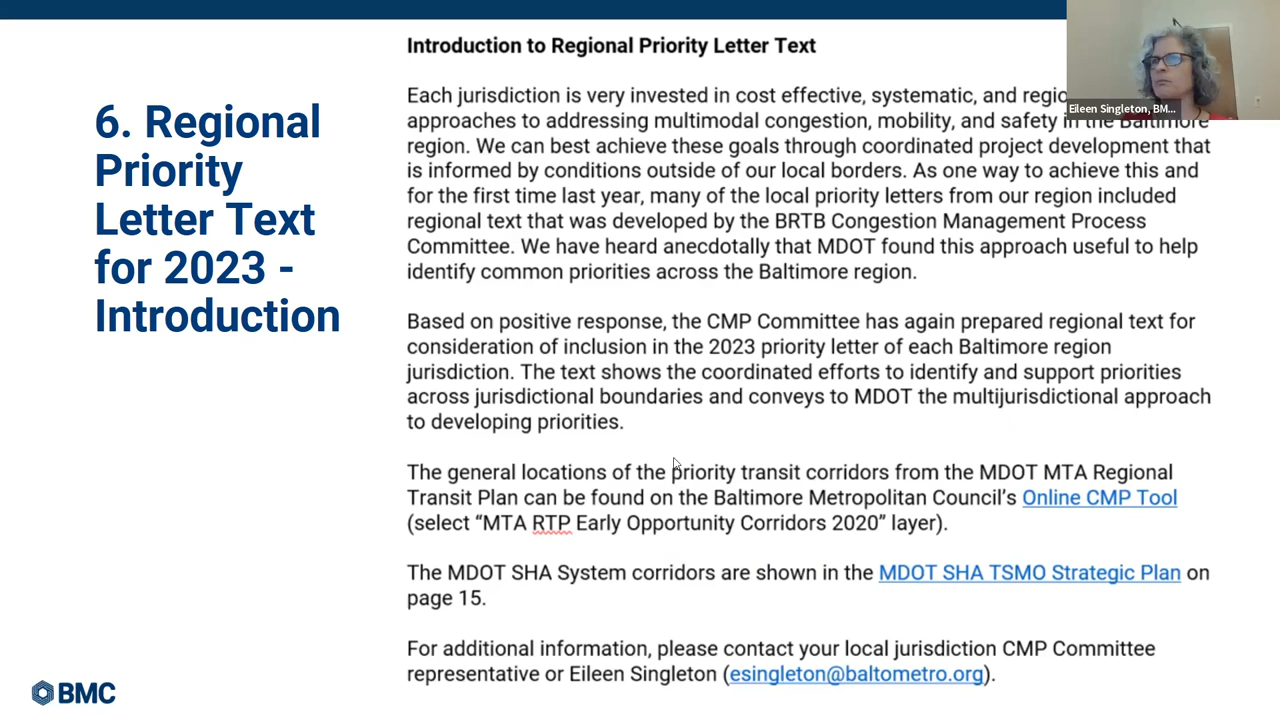 6. Regional
Priority
Letter Text
for 2023 -
Introduction
Introduction to Regional Priority Letter Text
Each jurisdiction is very invested in cost effective, systematic, and
approaches to addressing multimodal congestion, mobility, and safety in the Baltimore
region. We can best achieve these goals through coordinated project development that
is informed by conditions outside of our local borders. As one way to achieve this and
for the first time last year, many of the local priority letters from our region included
regional text that was developed by the BRTB Congestion Management Process
Committee. We have heard anecdotally that MDOT found this approach useful to help
identify common priorities across the Baltimore region.
Based on positive response, the CMP Committee has again prepared regional text for
consideration of inclusion in the 2023 priority letter of each Baltimore region
jurisdiction. The text shows the coordinated efforts to identify and support priorities
across jurisdictional boundaries and conveys to MDOT the multijurisdictional approach
to developing priorities.
The general locations of the priority transit corridors from the MDOT MTA Regional
Transit Plan can be found on the Baltimore Metropolitan Council's Online CMP Tool
(select “MTA RTP Early Opportunity Corridors 2020” layer).
The MDOT SHA System corridors are shown in the MDOT SHA TSMO Strategic Plan on
page 15.
For additional information, please contact your local jurisdiction CMP Committee
representative or Eileen Singleton (esingleton@baltometro.org).
Eileen Singleton, BM...
BMC